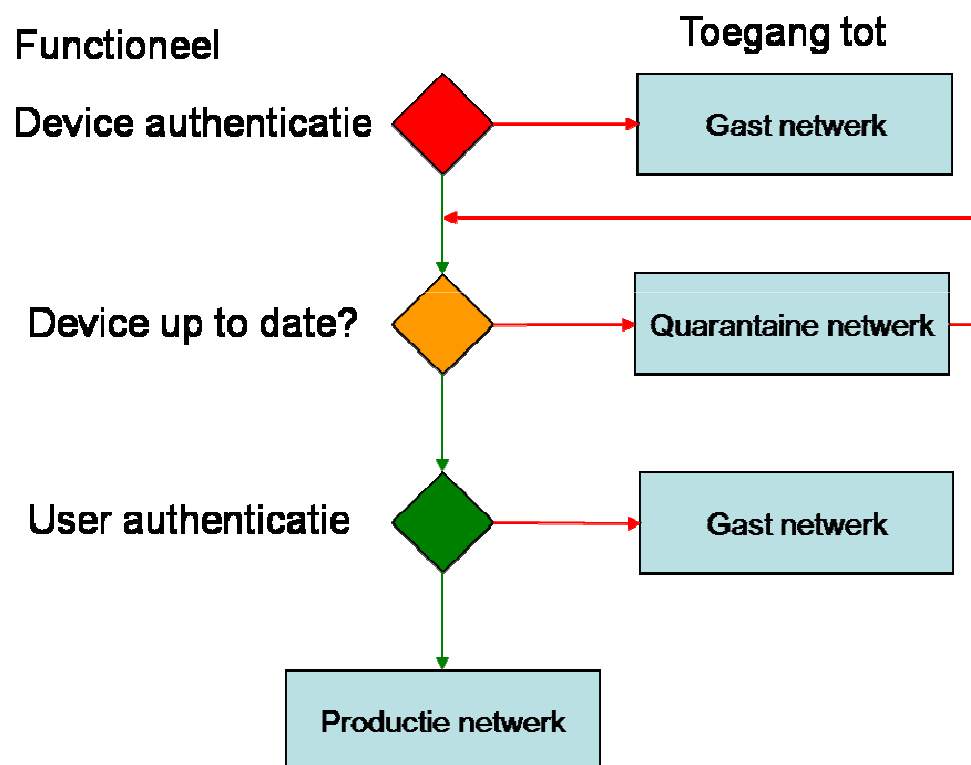 Functioneel
Toegang tot
Device authenticatie
Gast netwerk
Device up to date?
Quarantaine netwerk
User authenticatie
Gast netwerk
Productie netwerk